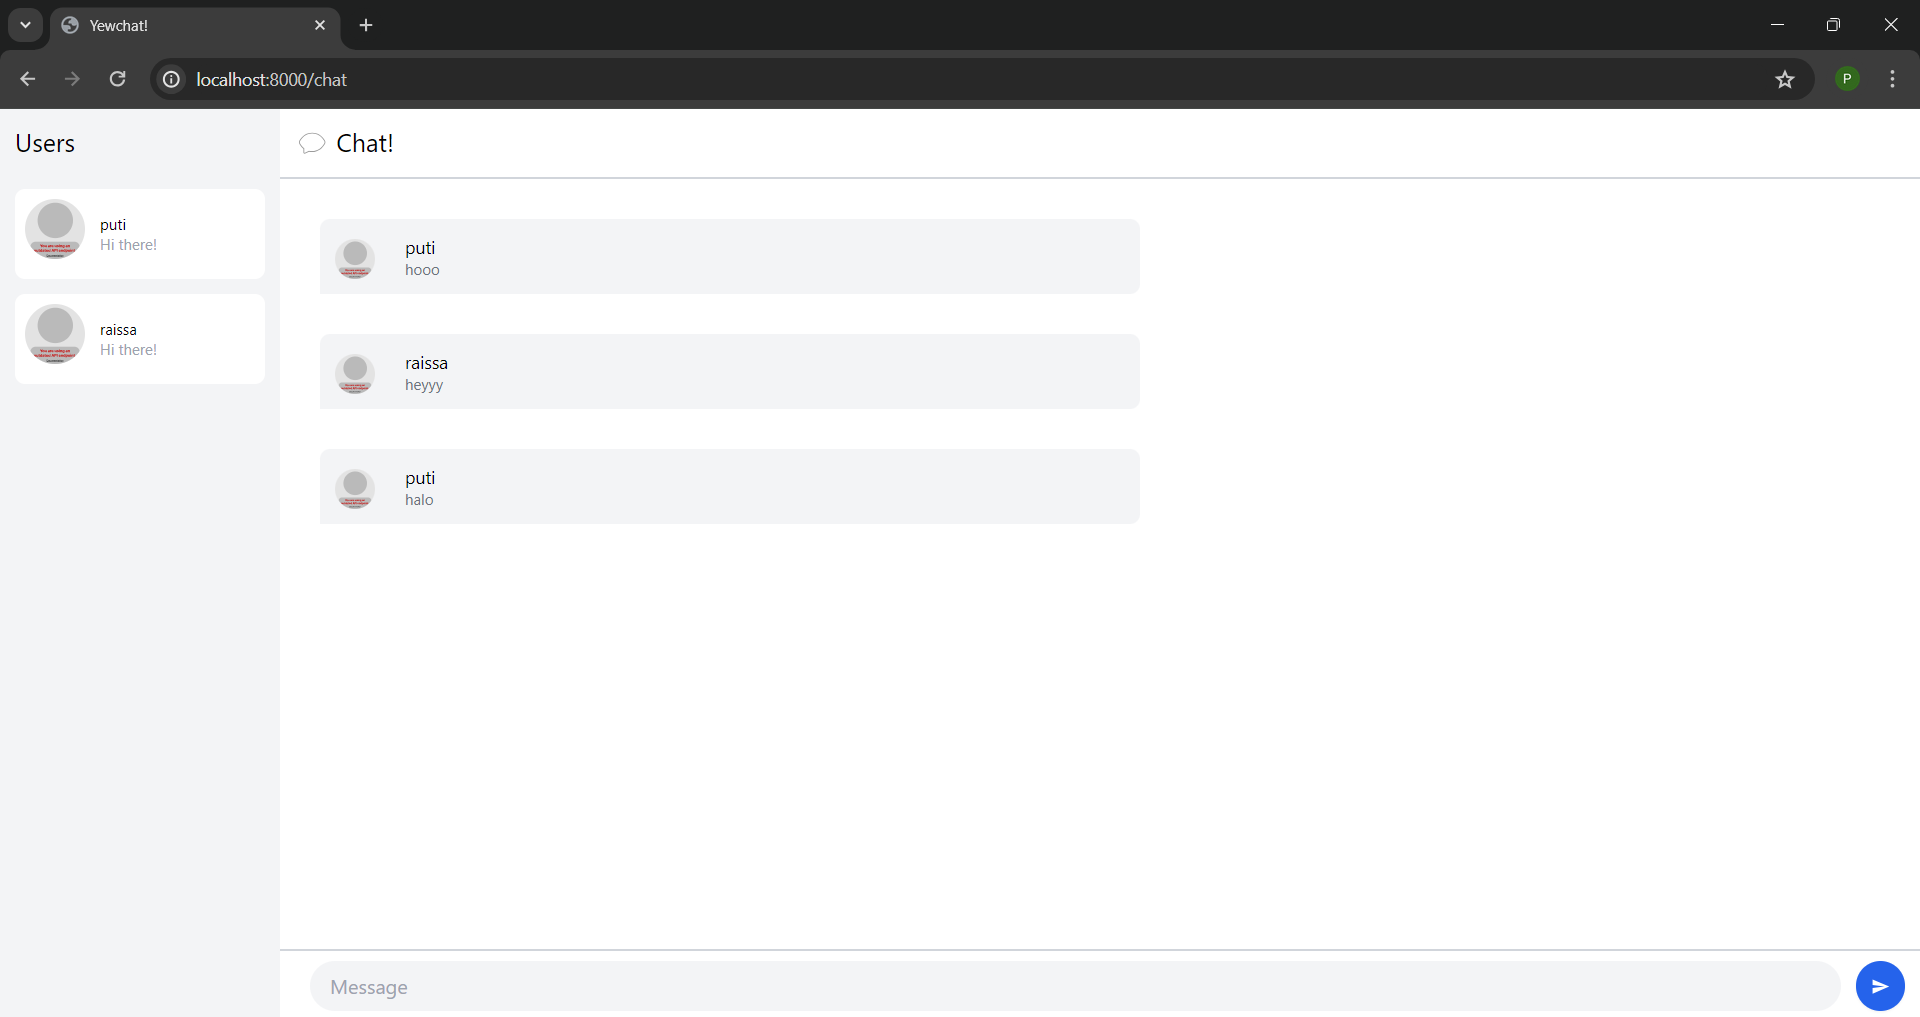 Yewchat!
localhost:8000/chat
P
Users
Chat!
puti
Hi there!
raissa
Hi there!
puti
hooo
raissa
heyyy
puti
halo
Message